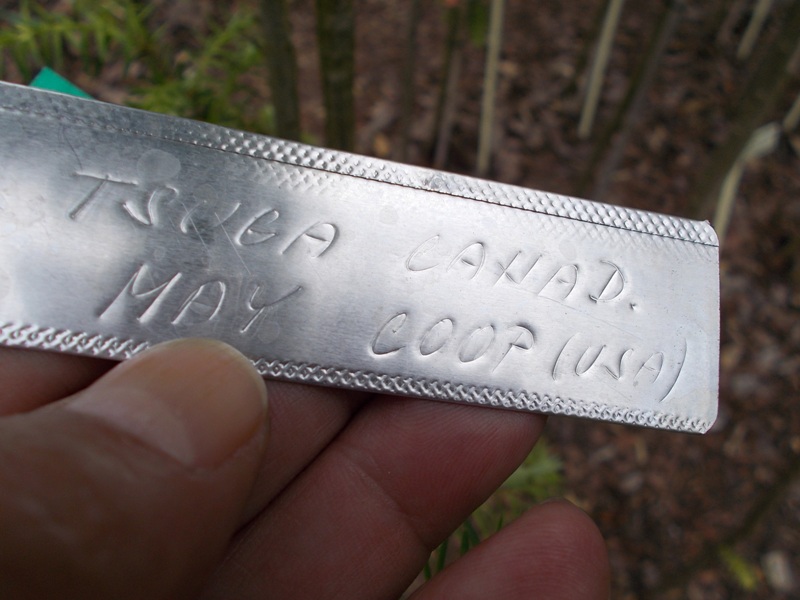 TSUGA CANAD.
MAY COOP (USA)